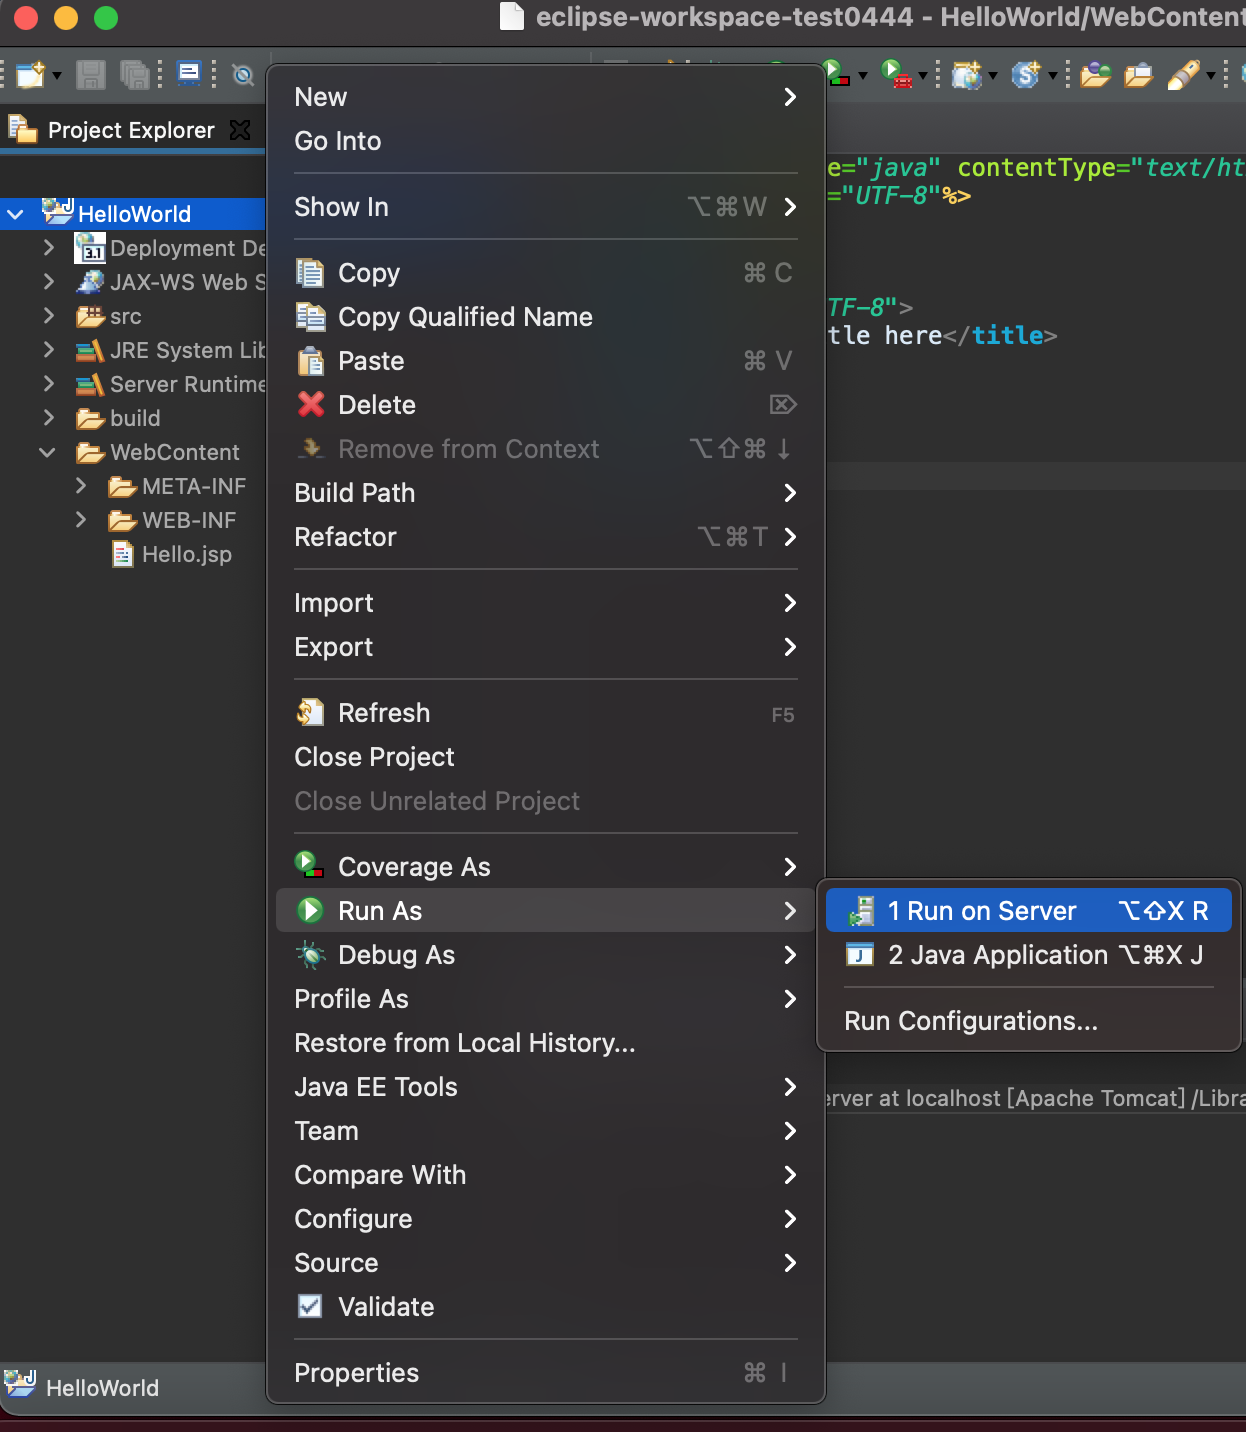 eclipse-workspace-test0444 - HelloWorld/WebContent
Project Explorer
HelloWorld
3.1 Deployment De
JAX-WS Web S
src
JRE System Lib
Server Runtime
build
WebContent
META-INF
WEB-INF
Hello.jsp
New
Go Into
Show In ⌥⌘W
Copy ⌘ C
Copy Qualified Name
Paste ⌘ V
Delete ⌦
Remove from Context ⌥⇧⌘ ↓
Build Path
Refactor ⌥⌘T
Import
Export
Refresh F5
Close Project
Close Unrelated Project
Coverage As
Run As
Debug As
Profile As
Restore from Local History...
Java EE Tools
Team
Compare With
Configure
Source
Validate
Properties ⌘ I
e="java" contentType="text/ht
="UTF-8"%>
TF-8">
tle here</title>
1 Run on Server ⌥⇧X R
2 Java Application ⌥⌘X J
Run Configurations...
erver at localhost [Apache Tomcat] /Libra
HelloWorld